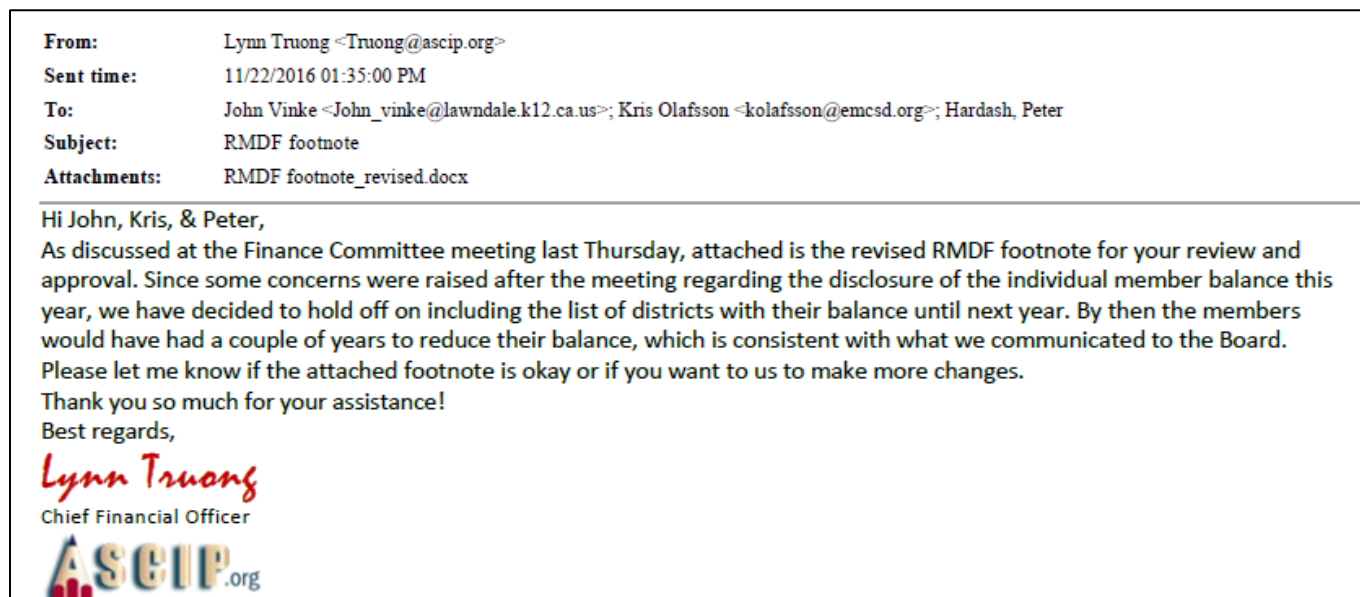 From: Lynn Truong <Truong@ascip.org>
Sent time: 11/22/2016 01:35:00 PM
To: John Vinke <John_vinke@lawndale.k12.ca.us>; Kris Olafsson <kolafsson@emcsd.org>; Hardash, Peter
Subject: RMDF footnote
Attachments: RMDF footnote_revised.docx
Hi John, Kris, & Peter,
As discussed at the Finance Committee meeting last Thursday, attached is the revised RMDF footnote for your review and
approval. Since some concerns were raised after the meeting regarding the disclosure of the individual member balance this
year, we have decided to hold off on including the list of districts with their balance until next year. By then the members
would have had a couple of years to reduce their balance, which is consistent with what we communicated to the Board.
Please let me know if the attached footnote is okay or if you want to us to make more changes.
Thank you so much for your assistance!
Best regards,
Lynn Truong
Chief Financial Officer
ASCIP.org